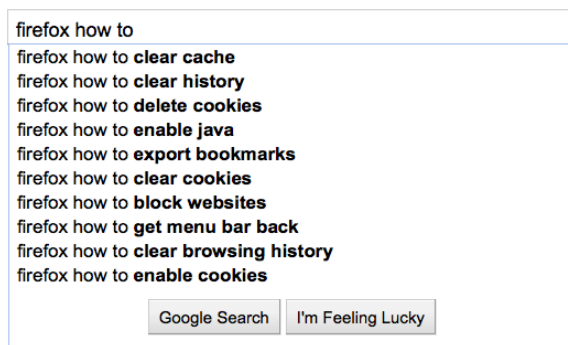 firefox how to
firefox how to clear cache
firefox how to clear history
firefox how to delete cookies
firefox how to enable java
firefox how to export bookmarks
firefox how to clear cookies
firefox how to block websites
firefox how to get menu bar back
firefox how to clear browsing history
firefox how to enable cookies
Google Search I'm Feeling Lucky